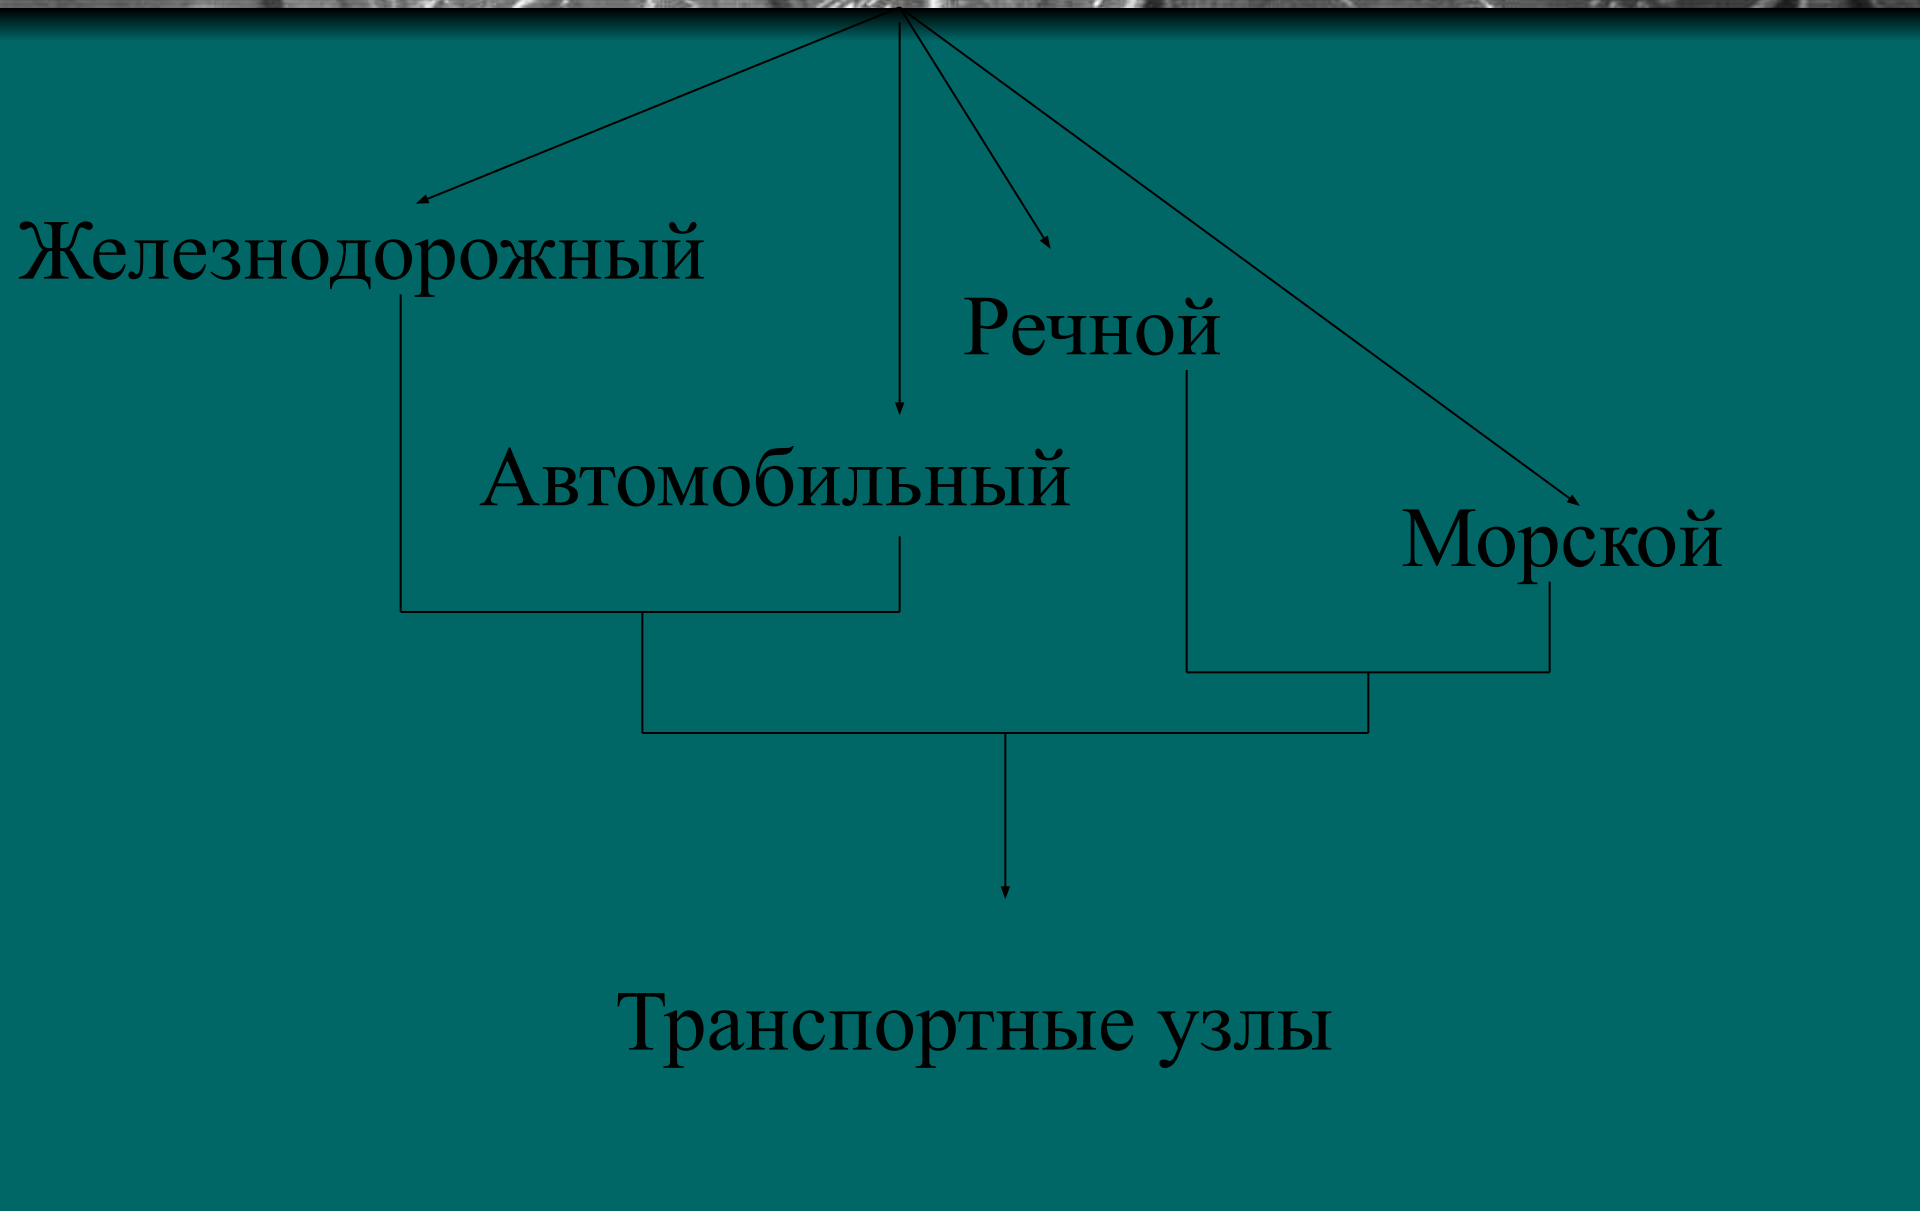 Железнодорожный
Речной
Автомобильный
Морской
Транспортные узлы